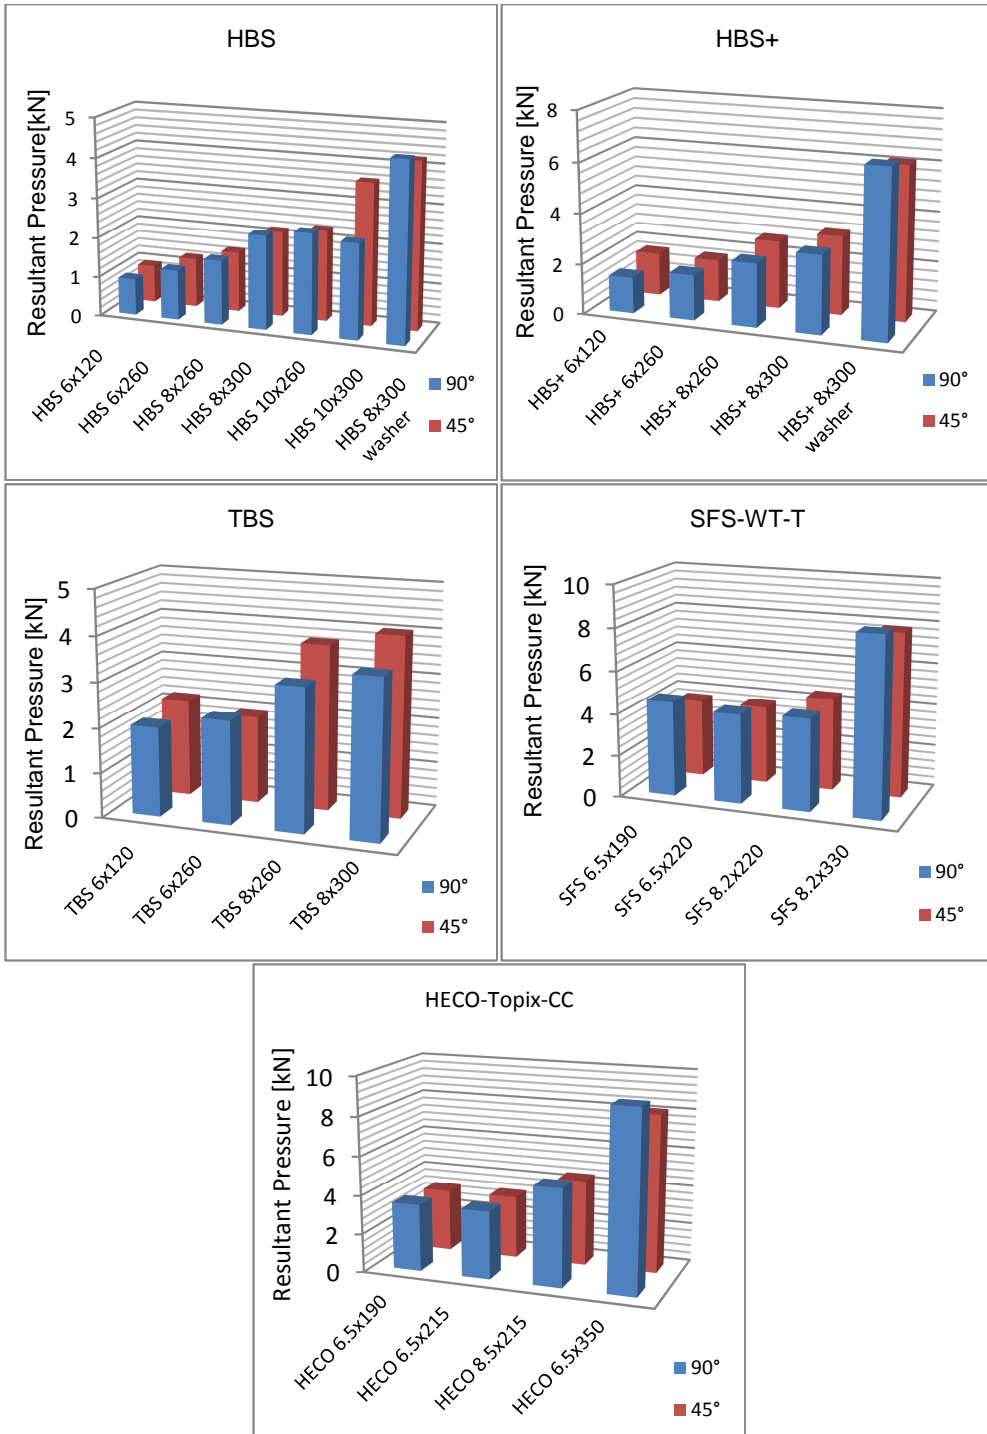 HBS
Resultant Pressure[kN]
5
4
3
2
1
0
HBS 6x120
HBS 6x260
HBS 8x260
HBS 8x300
HBS 10x260
HBS 10x300
HBS 8x300
washer
90°
45°
HBS+
Resultant Pressure [kN]
8
6
4
2
0
HBS+ 6x120
HBS+ 6x260
HBS+ 8x260
HBS+ 8x300
HBS+ 8x300
washer
90°
45°
TBS
Resultant Pressure [kN]
5
4
3
2
1
0
TBS 6x120
TBS 6x260
TBS 8x260
TBS 8x300
90°
45°
SFS-WT-T
Resultant Pressure [kN]
10
8
6
4
2
0
SFS 6.5x190
SFS 6.5x220
SFS 8.2x220
SFS 8.2x330
90°
45°
HECO-Topix-CC
Resultant Pressure [kN]
10
8
6
4
2
0
HECO 6.5x190
HECO 6.5x215
HECO 8.5x215
HECO 6.5x350
90°
45°